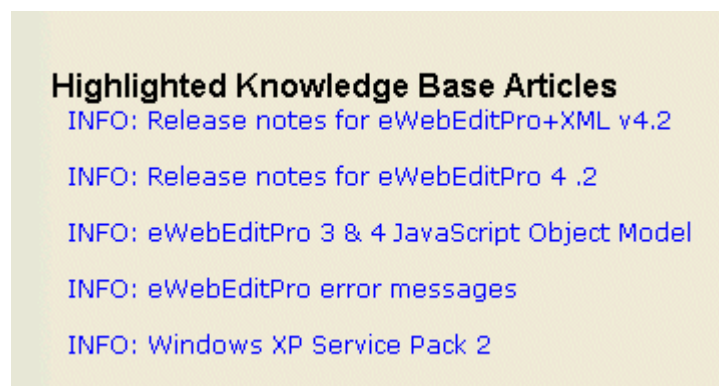 Highlighted Knowledge Base Articles
INFO: Release notes for eWebEditPro+XML v4.2
INFO: Release notes for eWebEditPro 4 .2
INFO: eWebEditPro 3 & 4 JavaScript Object Model
INFO: eWebEditPro error messages
INFO: Windows XP Service Pack 2